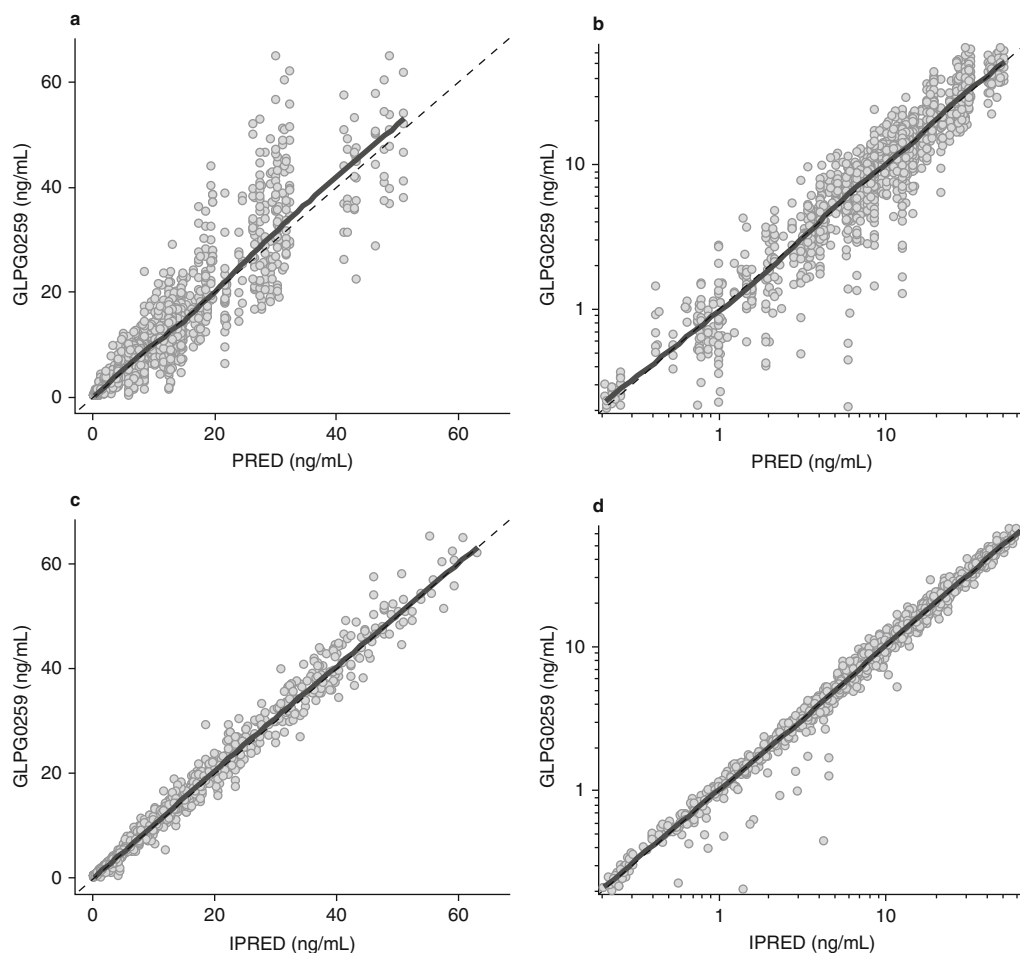 a
60
40
20
0
GLPG0259 (ng/mL)
0 20 40 60
PRED (ng/mL)
b
10
1
GLPG0259 (ng/mL)
1 10
PRED (ng/mL)
c
60
40
20
0
GLPG0259 (ng/mL)
0 20 40 60
IPRED (ng/mL)
d
10
1
GLPG0259 (ng/mL)
1 10
IPRED (ng/mL)